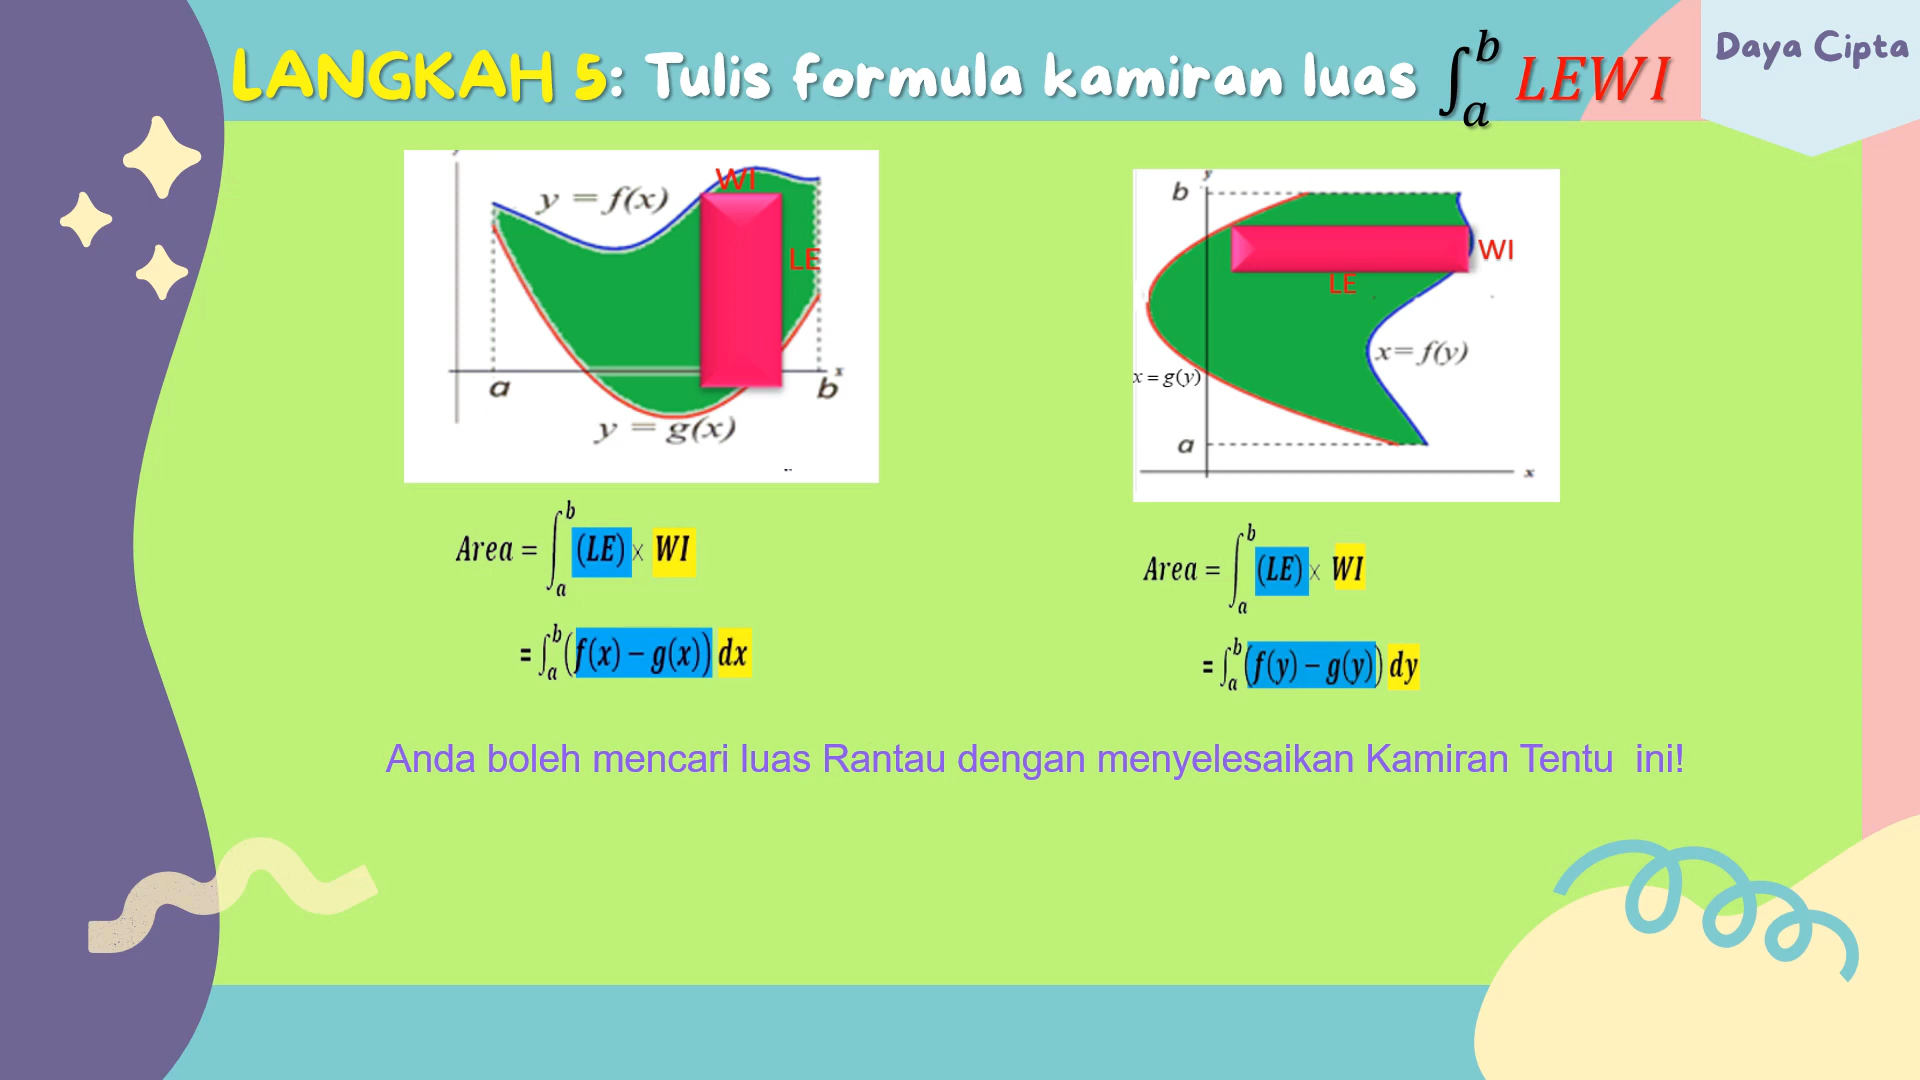 LANGKAH 5: Tulis formula kamiran luas ∫_a^b LEWI
Daya Cipta
y = f(x)
WI
LE
a
b
x
y = g(x)
y
b
WI
LE
x = f(y)
x = g(y)
a
x
Area = ∫_a^b (LE) × WI
= ∫_a^b (f(x) − g(x)) dx
Area = ∫_a^b (LE) × WI
= ∫_a^b (f(y) − g(y)) dy
Anda boleh mencari luas Rantau dengan menyelesaikan Kamiran Tentu ini!